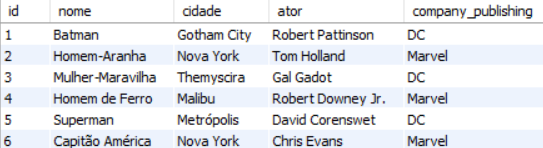 id nome cidade ator company_publishing
1 Batman Gotham City Robert Pattinson DC
2 Homem-Aranha Nova York Tom Holland Marvel
3 Mulher-Maravilha Themyscira Gal Gadot DC
4 Homem de Ferro Malibu Robert Downey Jr. Marvel
5 Superman Metrópolis David Corenswet DC
6 Capitão América Nova York Chris Evans Marvel